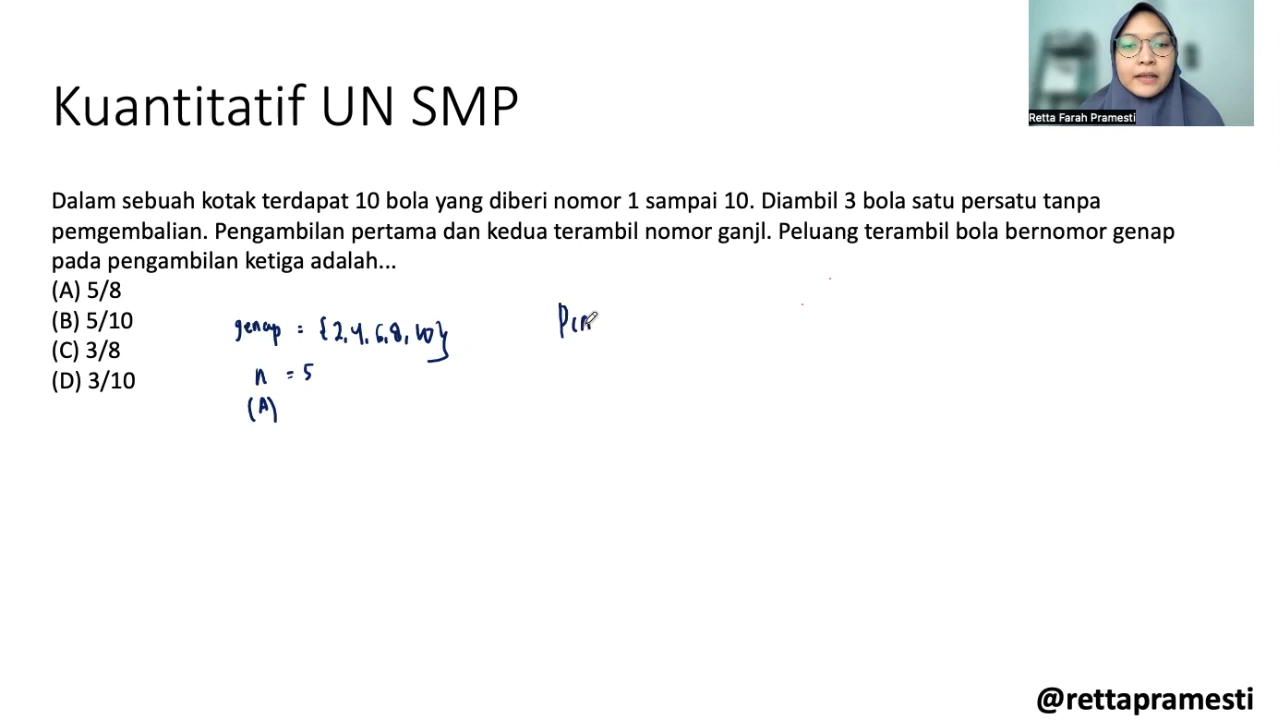 Kuantitatif UN SMP
Retta Farah Pramesti
Dalam sebuah kotak terdapat 10 bola yang diberi nomor 1 sampai 10. Diambil 3 bola satu persatu tanpa
pemgembalian. Pengambilan pertama dan kedua terambil nomor ganjl. Peluang terambil bola bernomor genap
pada pengambilan ketiga adalah...
(A) 5/8
(B) 5/10
(C) 3/8
(D) 3/10
genap = {2, 4, 6, 8, 10}
n = 5
(A)
P(A
@rettapramesti